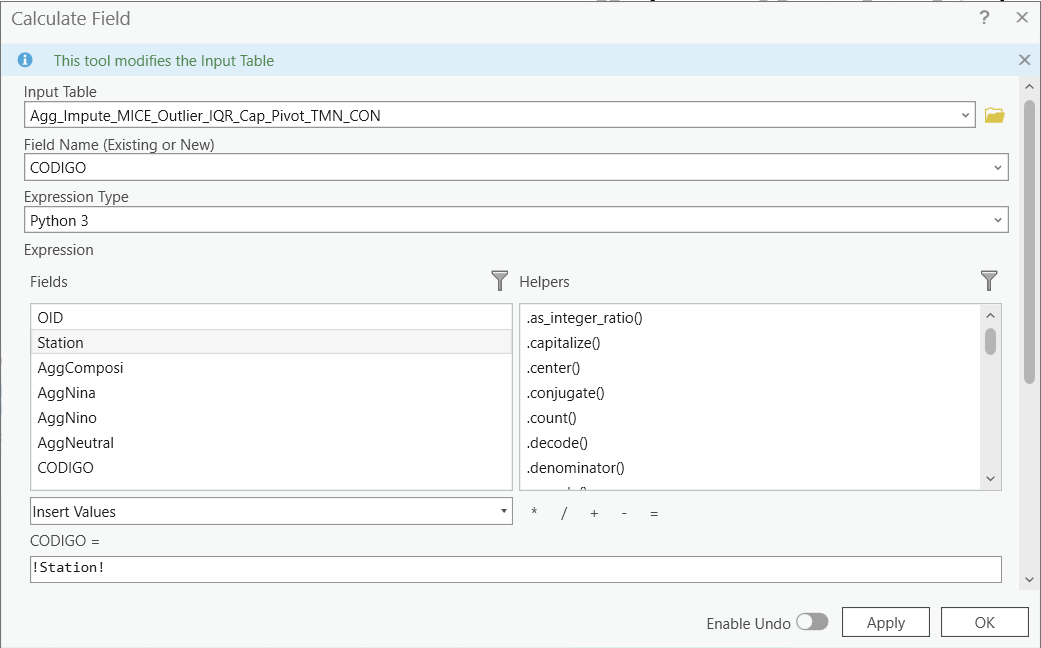 Calculate Field ?
This tool modifies the Input Table
Input Table
Agg_Impute_MICE_Outlier_IQR_Cap_Pivot_TMN_CON
Field Name (Existing or New)
CODIGO
Expression Type
Python 3
Expression
Fields
OID
Station
AggComposi
AggNina
AggNino
AggNeutral
CODIGO
Helpers
.as_integer_ratio()
.capitalize()
.center()
.conjugate()
.count()
.decode()
.denominator()
Insert Values
* / + - =
CODIGO =
!Station!
Enable Undo Apply OK